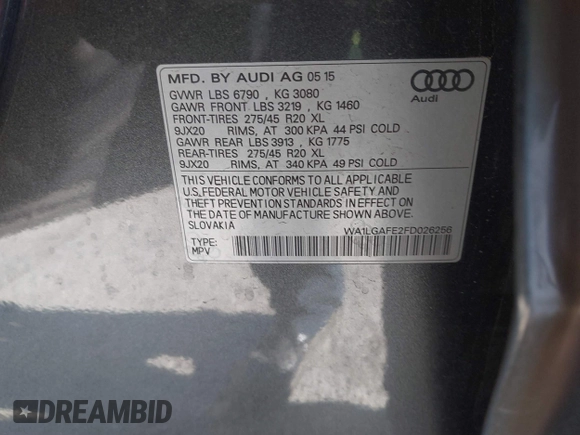 MFD. BY AUDI AG 05 15
GVWR LBS 6790 , KG 3080
GAWR FRONT LBS 3219 , KG 1460
FRONT-TIRES 275/45 R20 XL
9JX20 RIMS, AT 300 KPA 44 PSI COLD
GAWR REAR LBS 3913 , KG 1775
REAR-TIRES 275/45 R20 XL
9JX20 RIMS, AT 340 KPA 49 PSI COLD
Audi
THIS VEHICLE CONFORMS TO ALL APPLICABLE
U.S.FEDERAL MOTOR VEHICLE SAFETY AND
THEFT PREVENTION STANDARDS IN EFFECT ON
THE DATE OF MANUFACTURE SHOWN ABOVE.
SLOVAKIA
TYPE:
MPV
WA1LGAFE2FD026256
DREAMBID